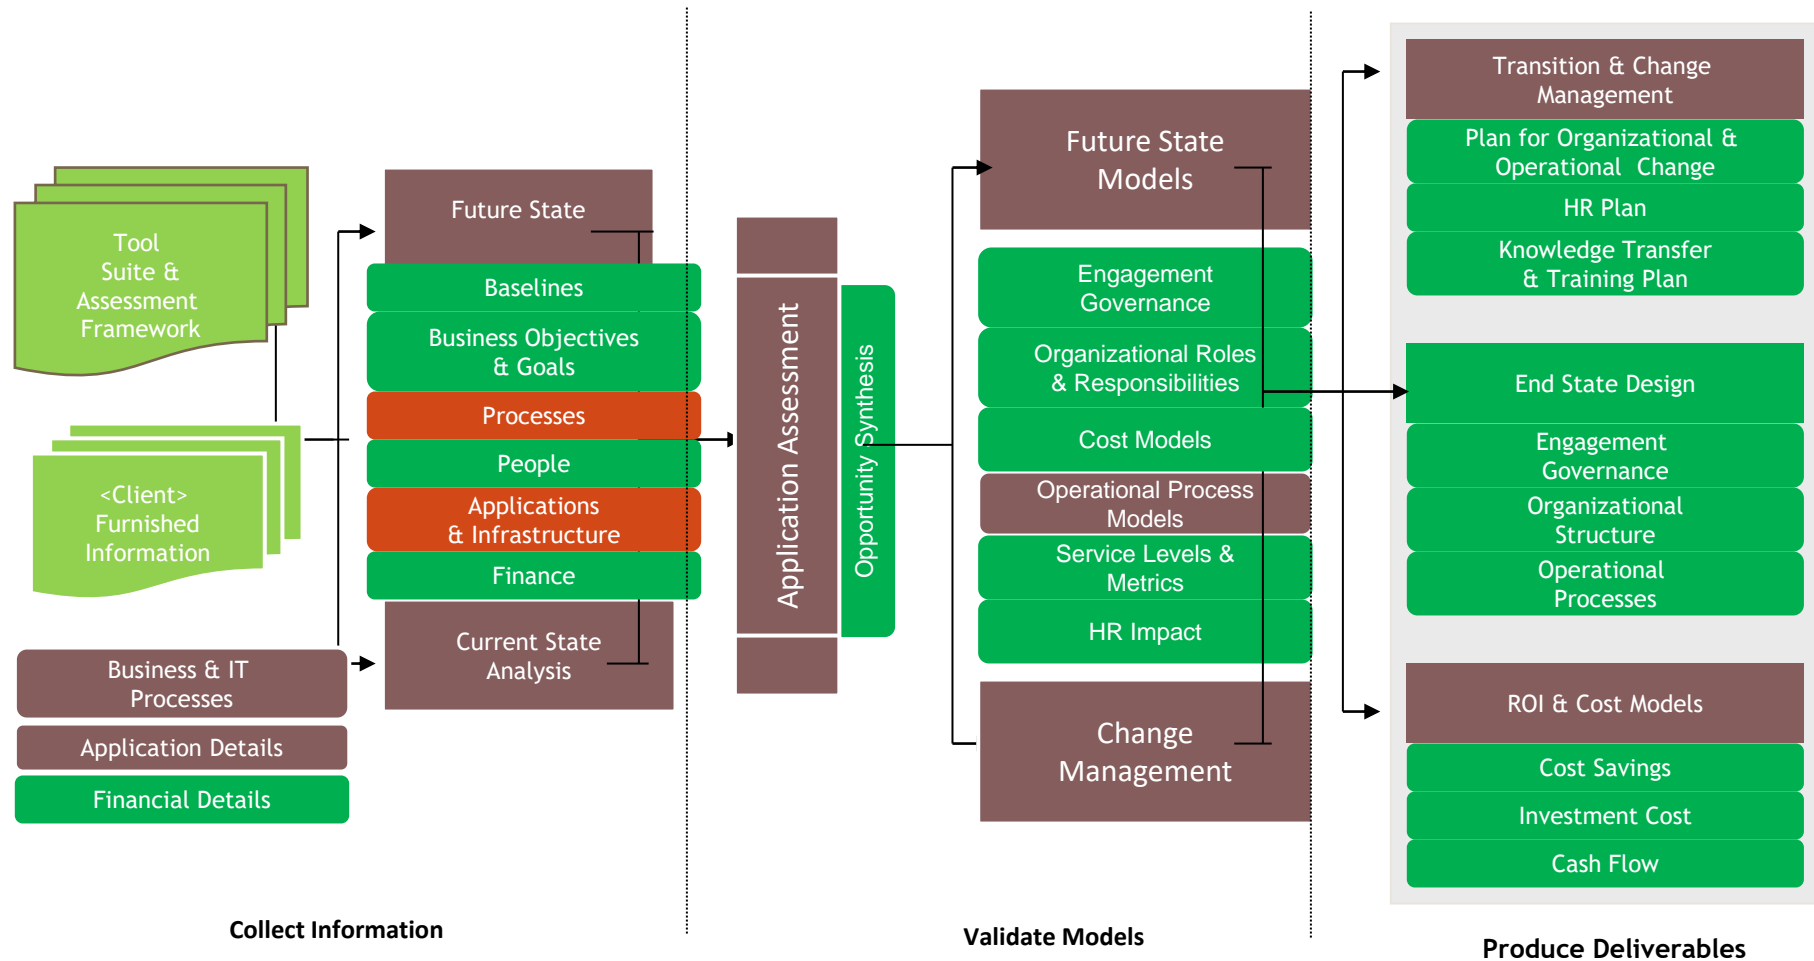 Tool
Suite &
Assessment
Framework
<Client>
Furnished
Information
Business & IT
Processes
Application Details
Financial Details
Future State
Baselines
Business Objectives
& Goals
Processes
People
Applications
& Infrastructure
Finance
Current State
Analysis
Collect Information
Application Assessment
Opportunity Synthesis
Future State
Models
Engagement
Governance
Organizational Roles
& Responsibilities
Cost Models
Operational Process
Models
Service Levels &
Metrics
HR Impact
Change
Management
Validate Models
Transition & Change
Management
Plan for Organizational &
Operational Change
HR Plan
Knowledge Transfer
& Training Plan
End State Design
Engagement
Governance
Organizational
Structure
Operational
Processes
ROI & Cost Models
Cost Savings
Investment Cost
Cash Flow
Produce Deliverables